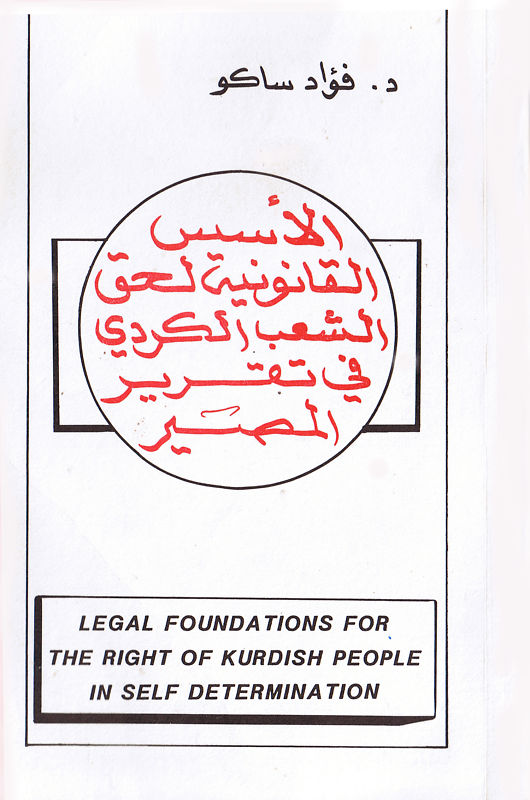 د. فؤاد ساكو
الأسس
القانونية لحق
الشعب الكردي
في تقرير
المصير
LEGAL FOUNDATIONS FOR
THE RIGHT OF KURDISH PEOPLE
IN SELF DETERMINATION